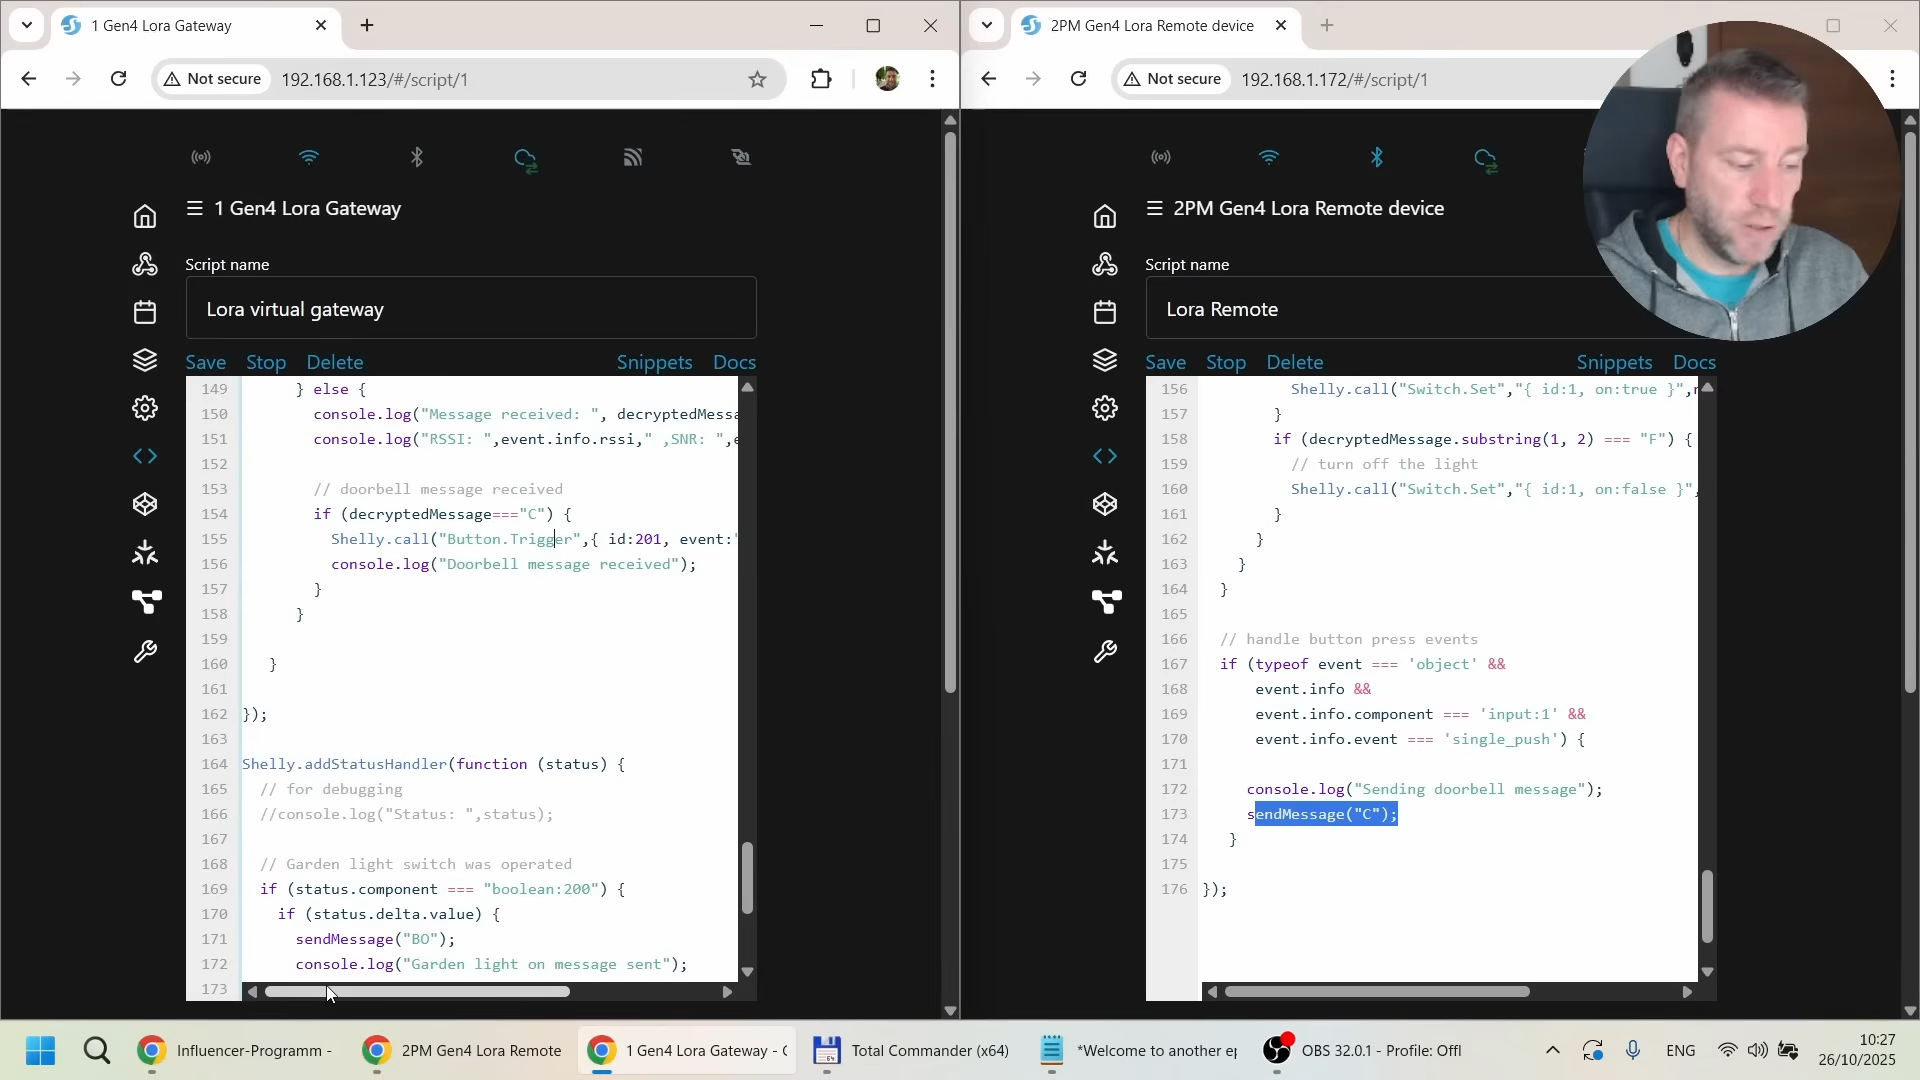 1 Gen4 Lora Gateway
Not secure
192.168.1.123/#/script/1
1 Gen4 Lora Gateway
Script name
Lora virtual gateway
Save
Stop
Delete
Snippets
Docs
149 } else {
150 console.log("Message received: ", decryptedMessa
151 console.log("RSSI: ",event.info.rssi," ,SNR: ",e
152
153 // doorbell message received
154 if (decryptedMessage==="C") {
155 Shelly.call("Button.Trigger",{ id:201, event:"
156 console.log("Doorbell message received");
157 }
158 }
159
160 }
161
162 });
163
164 Shelly.addStatusHandler(function (status) {
165 // for debugging
166 //console.log("Status: ",status);
167
168 // Garden light switch was operated
169 if (status.component === "boolean:200") {
170 if (status.delta.value) {
171 sendMessage("BO");
172 console.log("Garden light on message sent");
173
2PM Gen4 Lora Remote device
Not secure
192.168.1.172/#/script/1
2PM Gen4 Lora Remote device
Script name
Lora Remote
Save
Stop
Delete
Snippets
Docs
156 Shelly.call("Switch.Set","{ id:1, on:true }",
157 }
158 if (decryptedMessage.substring(1, 2) === "F") {
159 // turn off the light
160 Shelly.call("Switch.Set","{ id:1, on:false }",
161 }
162 }
163 }
164 }
165
166 // handle button press events
167 if (typeof event === 'object' &&
168 event.info &&
169 event.info.component === 'input:1' &&
170 event.info.event === 'single_push') {
171
172 console.log("Sending doorbell message");
173 sendMessage("C");
174 }
175
176 });
Influencer-Programm -
2PM Gen4 Lora Remote
1 Gen4 Lora Gateway -
Total Commander (x64)
*Welcome to another ep
OBS 32.0.1 - Profile: Offl
ENG
10:27
26/10/2025